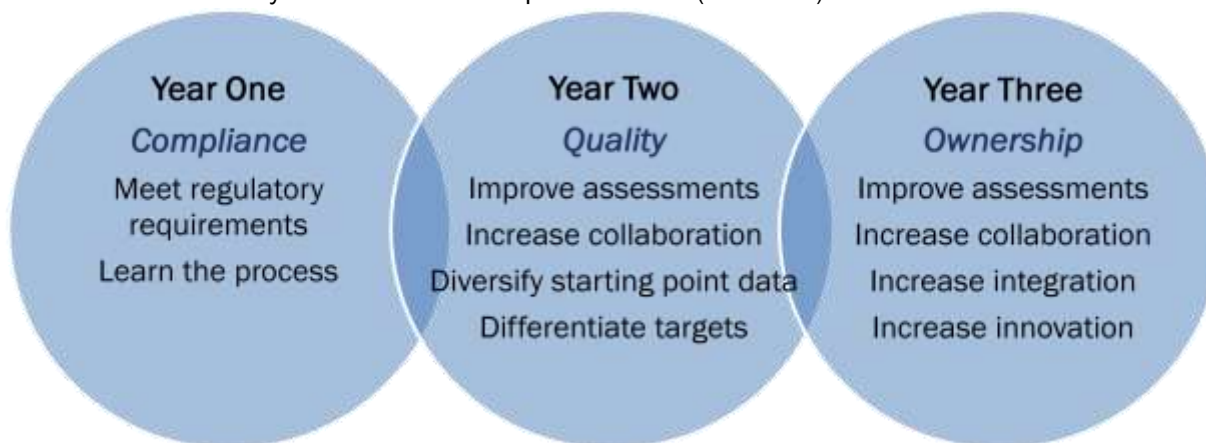 Year One
Compliance
Meet regulatory
requirements
Learn the process
Year Two
Quality
Improve assessments
Increase collaboration
Diversify starting point data
Differentiate targets
Year Three
Ownership
Improve assessments
Increase collaboration
Increase integration
Increase innovation